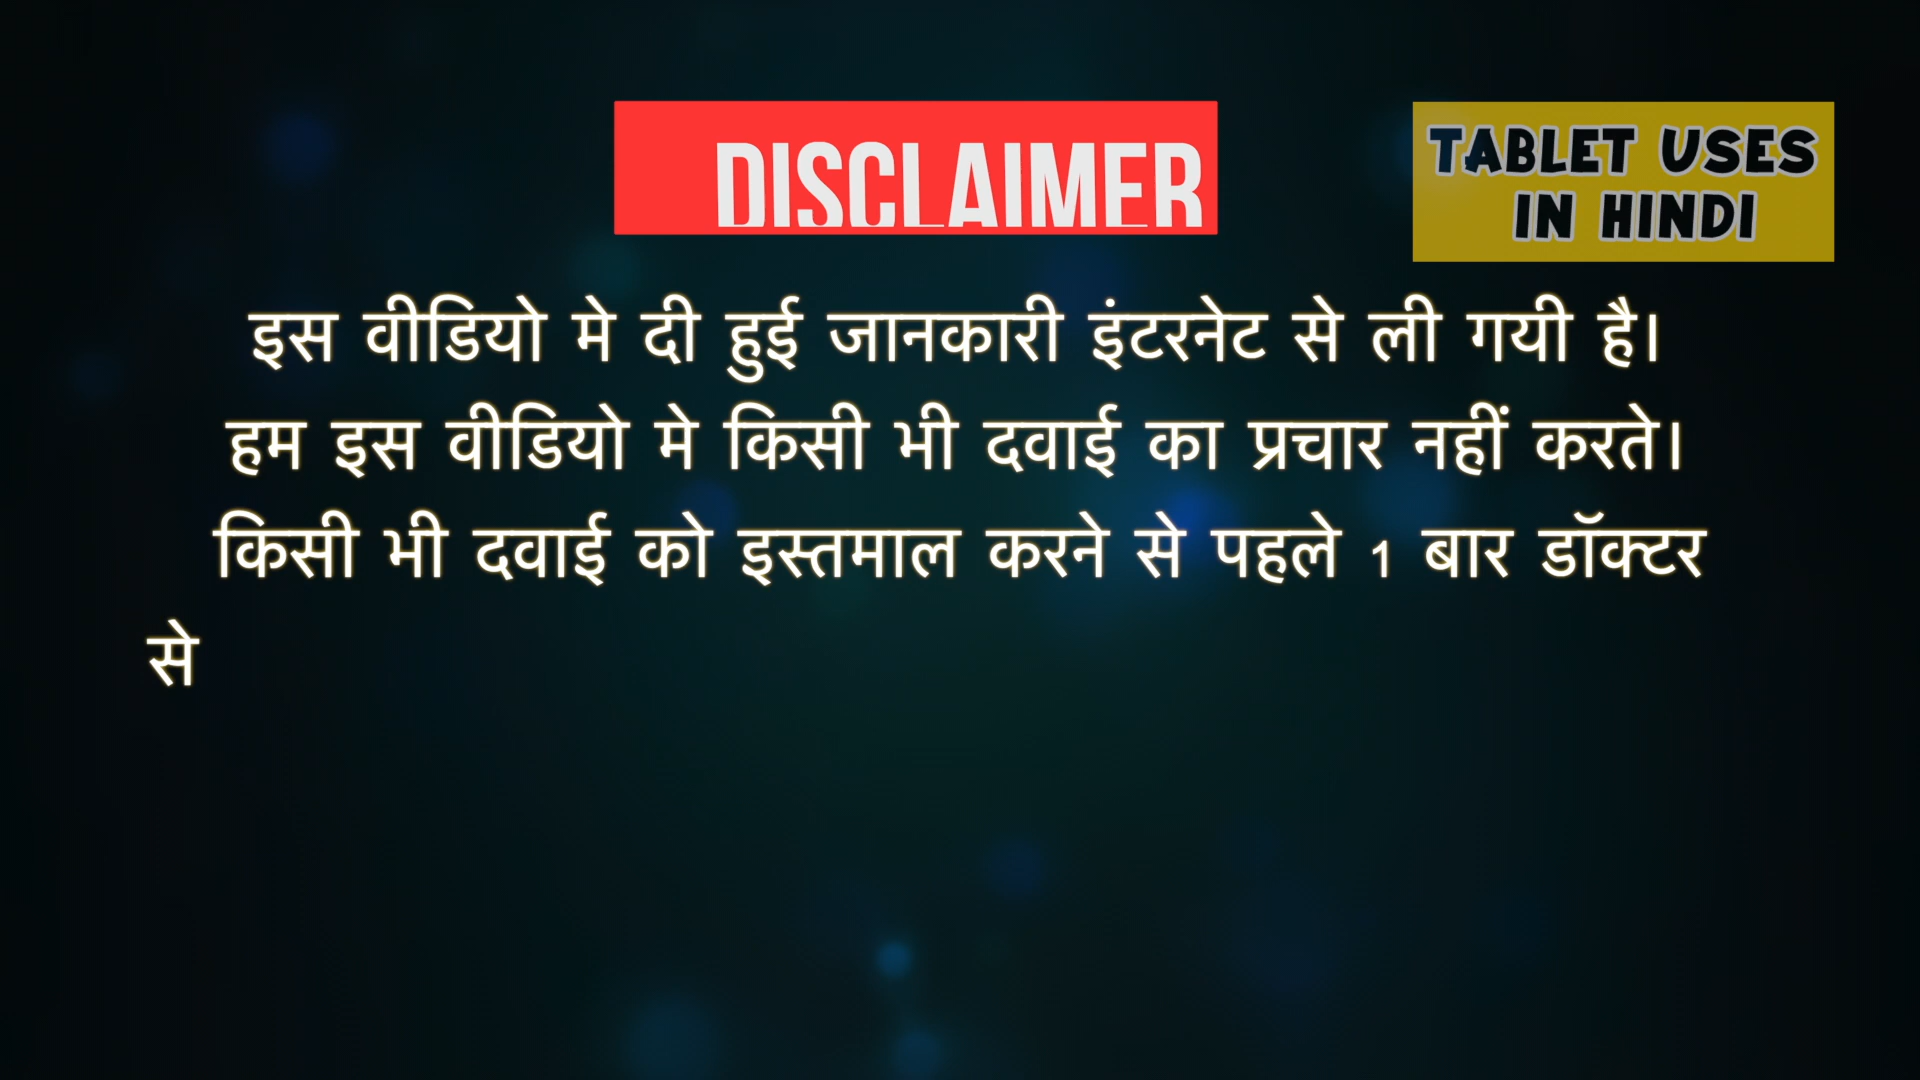 DISCLAIMER
TABLET USES
IN HINDI
इस वीडियो मे दी हुई जानकारी इंटरनेट से ली गयी है।
हम इस वीडियो मे किसी भी दवाई का प्रचार नहीं करते।
किसी भी दवाई को इस्तमाल करने से पहले 1 बार डॉक्टर
से